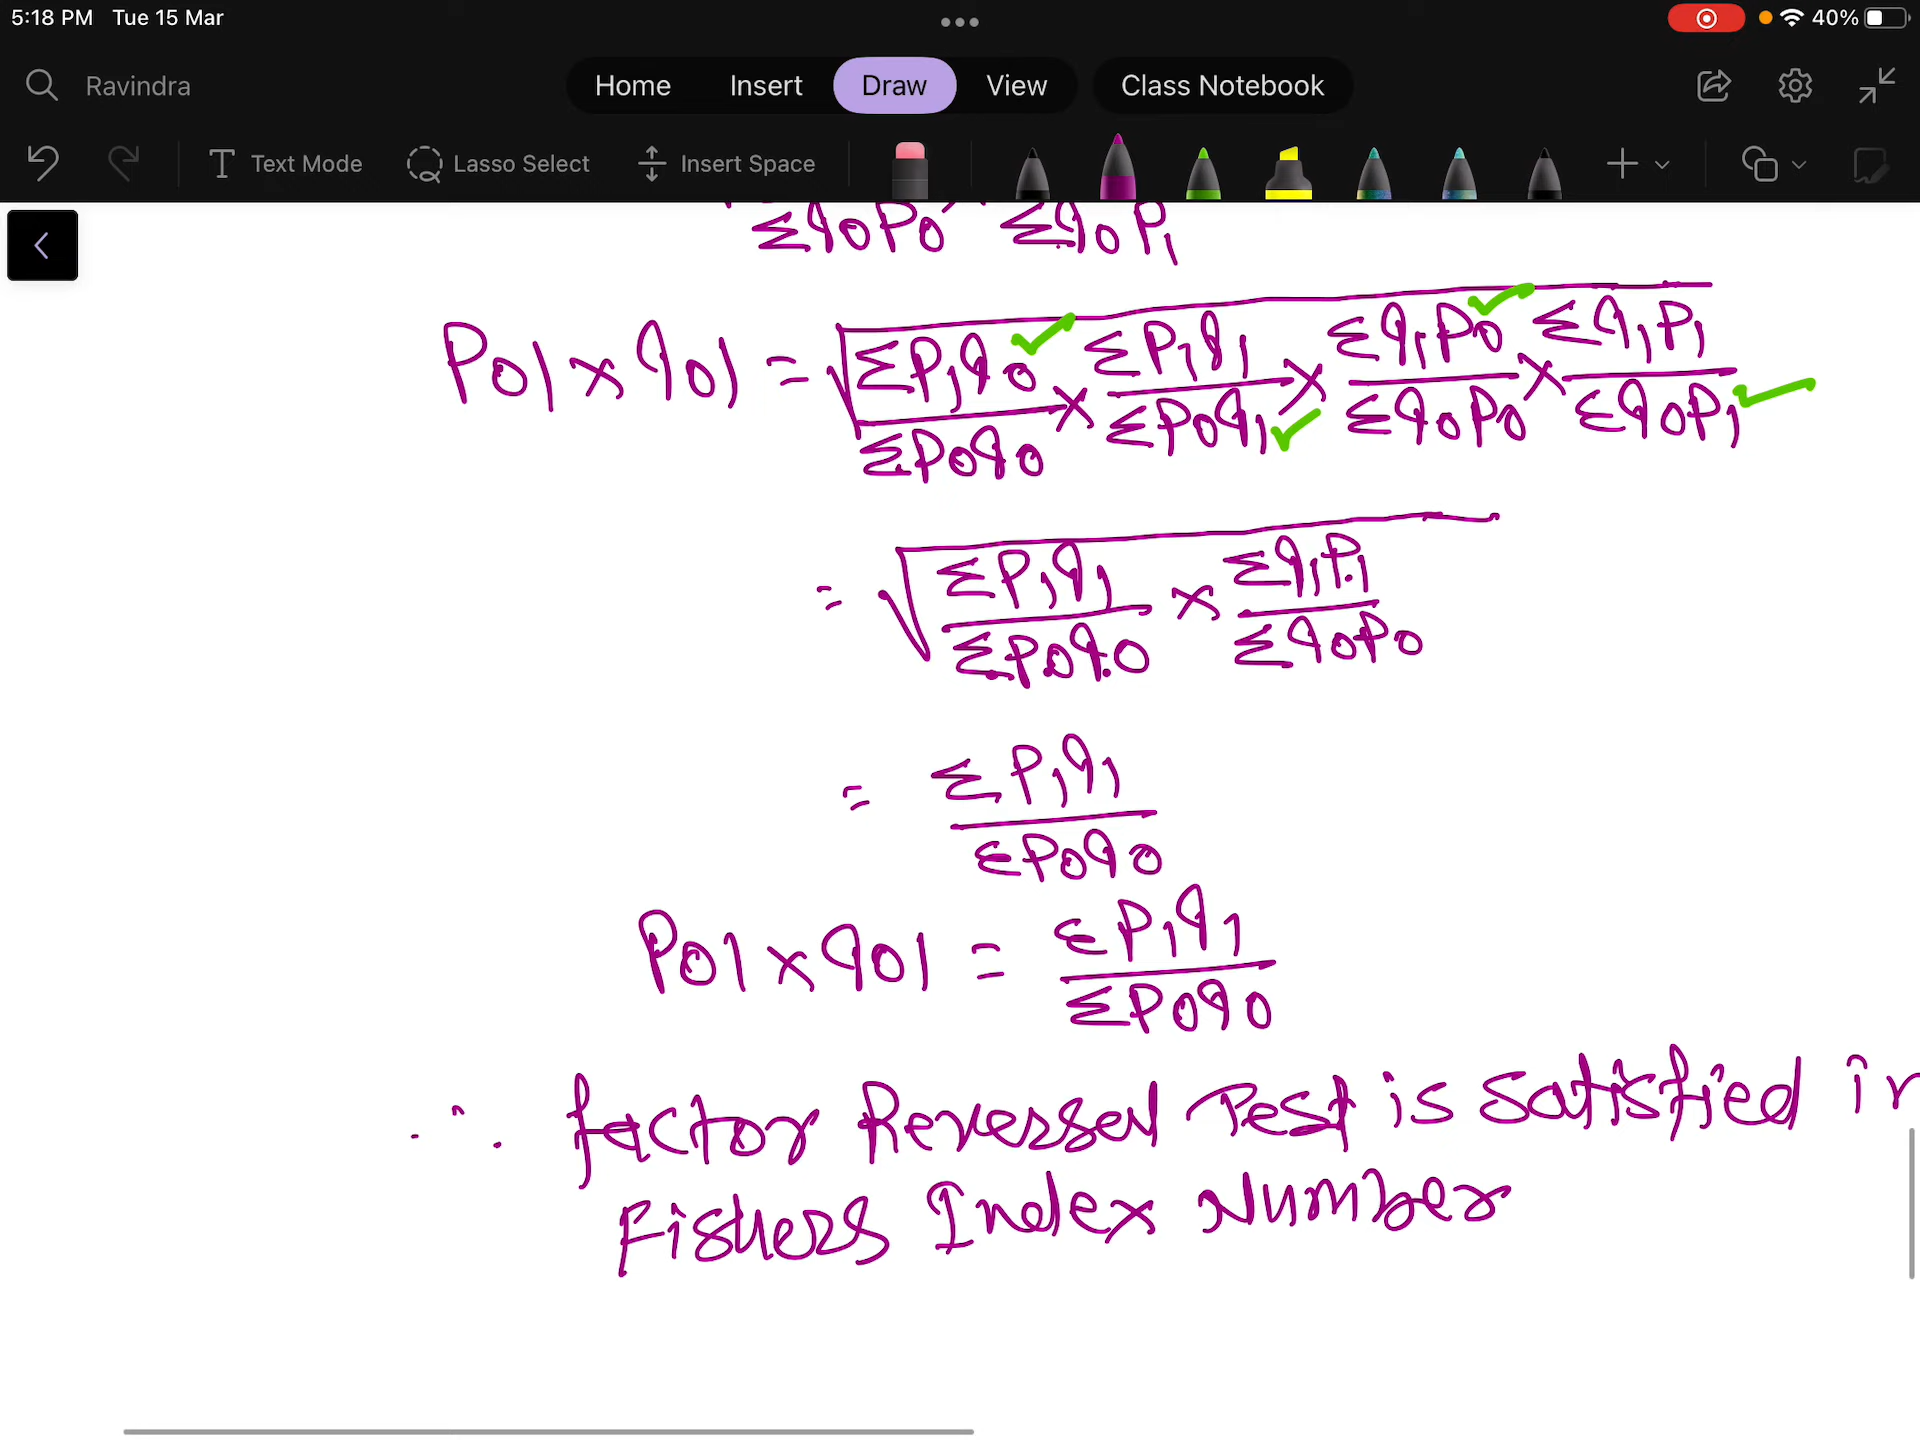 5:18 PM Tue 15 Mar
40%
Ravindra
Home Insert Draw View Class Notebook
Text Mode Lasso Select Insert Space
Σq0P0 Σq0P1
P01 × q01 = √ ΣP1q0 / ΣP0q0 × ΣP1q1 / ΣP0q1 × Σq1P0 / Σq0P0 × Σq1P1 / Σq0P1
= √ ΣP1q1 / ΣP0q0 × Σq1P1 / Σq0P0
= ΣP1q1 / ΣP0q0
P01 × q01 = ΣP1q1 / ΣP0q0
∴ factor Reversal Test is satisfied in
Fishers Index Number